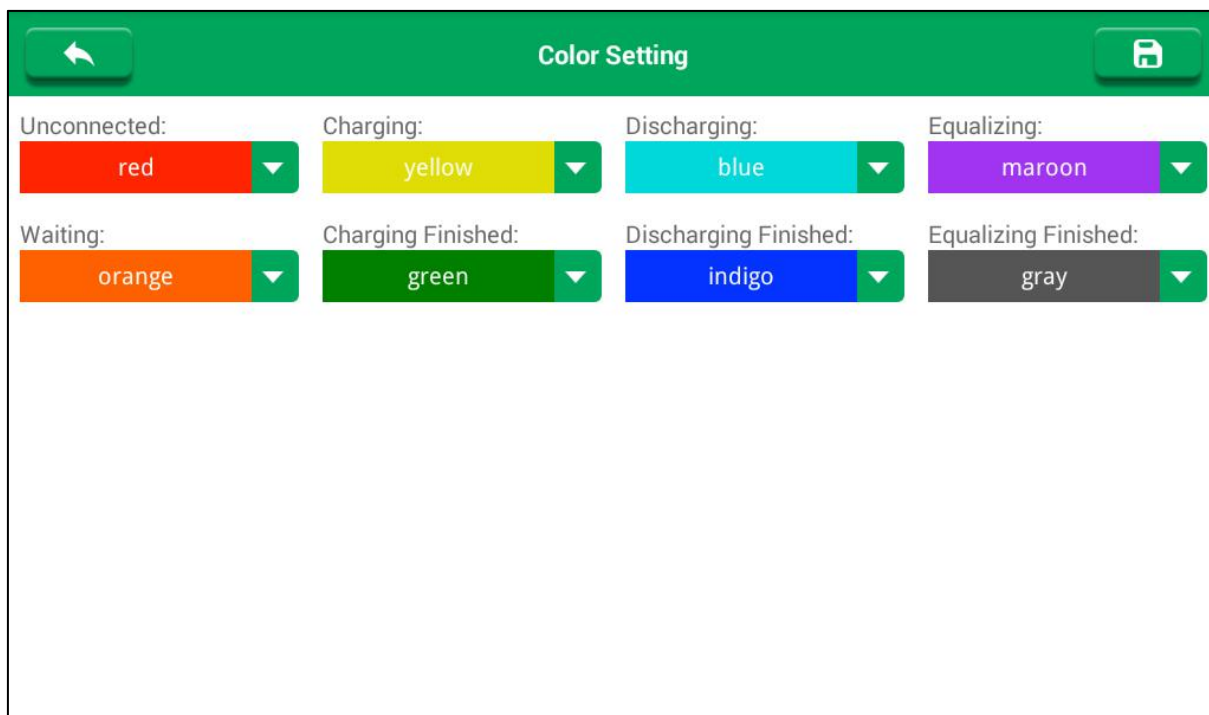 Color Setting
Unconnected: Charging: Discharging: Equalizing:
red yellow blue maroon
Waiting: Charging Finished: Discharging Finished: Equalizing Finished:
orange green indigo gray